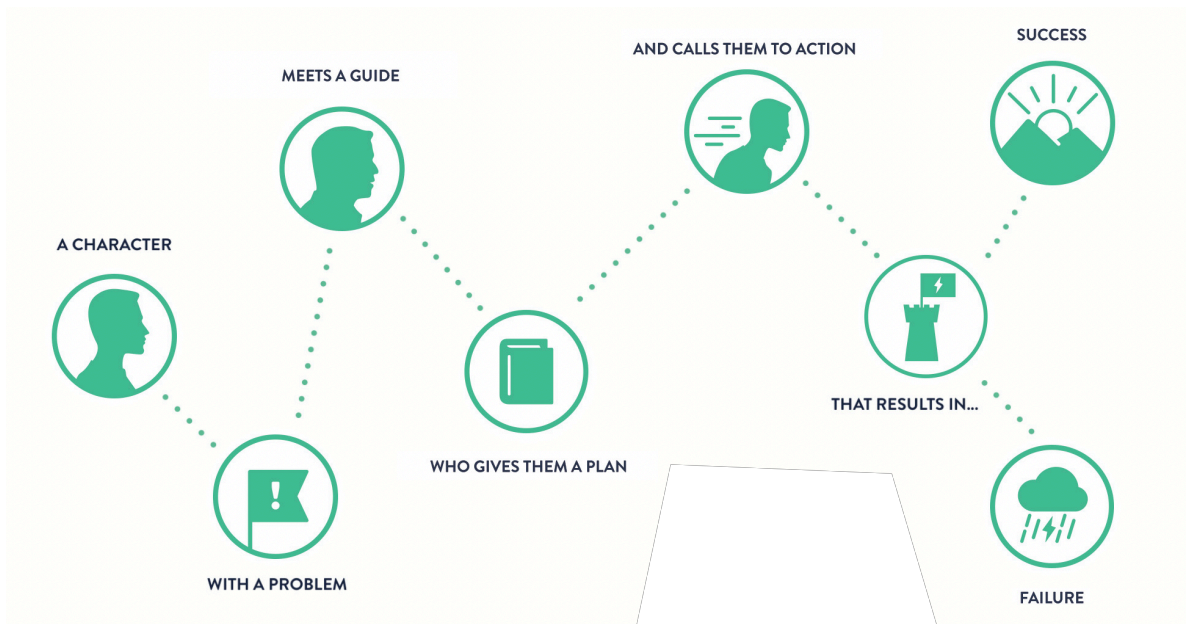 A CHARACTER
WITH A PROBLEM
MEETS A GUIDE
WHO GIVES THEM A PLAN
AND CALLS THEM TO ACTION
THAT RESULTS IN...
SUCCESS
FAILURE